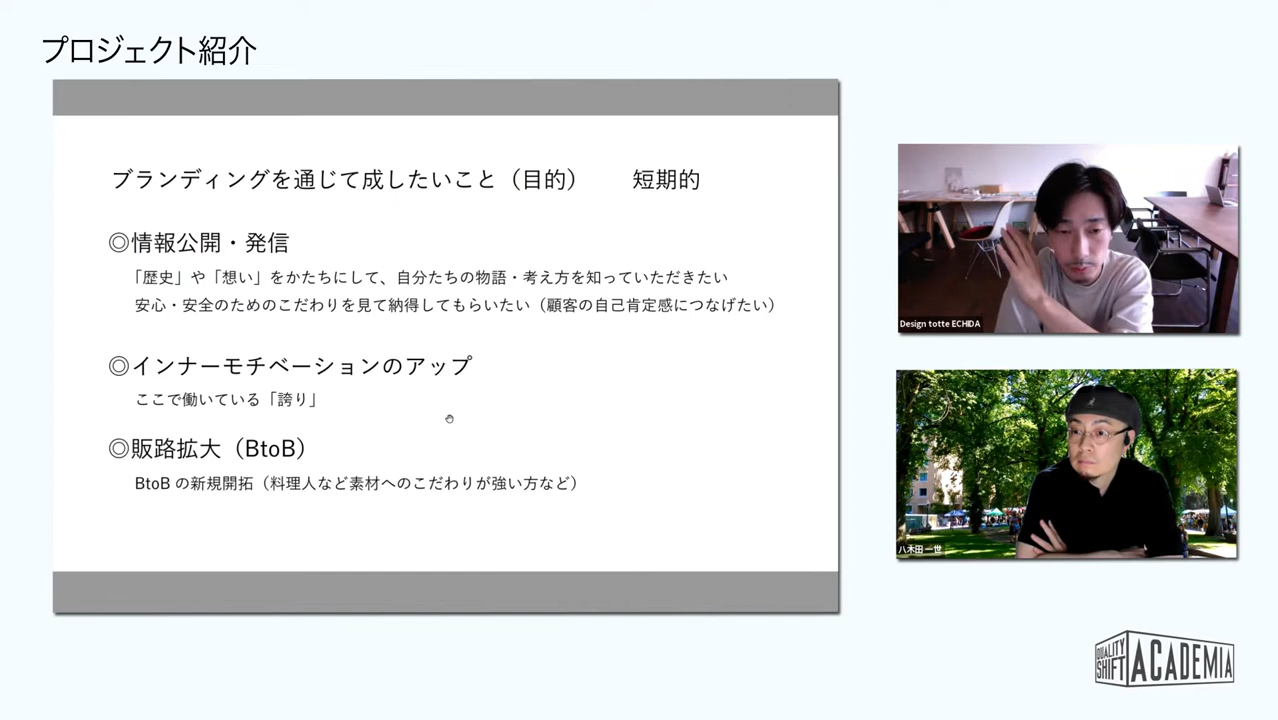 プロジェクト紹介
ブランディングを通じて成したいこと（目的）　　短期的
◎情報公開・発信
「歴史」や「想い」をかたちにして、自分たちの物語・考え方を知っていただきたい
安心・安全のためのこだわりを見て納得してもらいたい（顧客の自己肯定感につなげたい）
◎インナーモチベーションのアップ
ここで働いている「誇り」
◎販路拡大（BtoB）
BtoB の新規開拓（料理人など素材へのこだわりが強い方など）
Design totte ECHIDA
八木田 一世
QUALITY
SHIFT
ACADEMIA